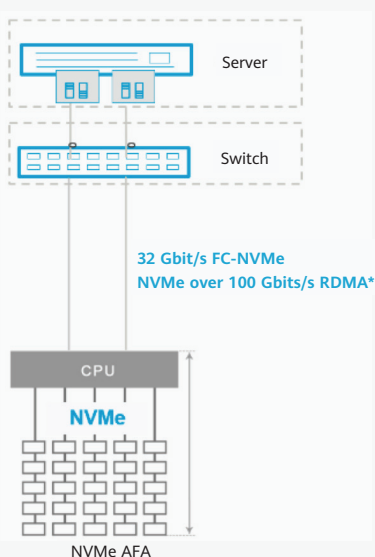 Server
Switch
32 Gbit/s FC-NVMe
NVMe over 100 Gbits/s RDMA*
CPU
NVMe
NVMe AFA